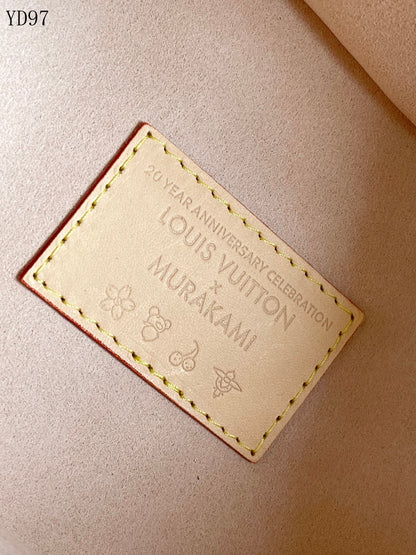 YD97
20 YEAR ANNIVERSARY CELEBRATION
LOUIS VUITTON
x
MURAKAMI